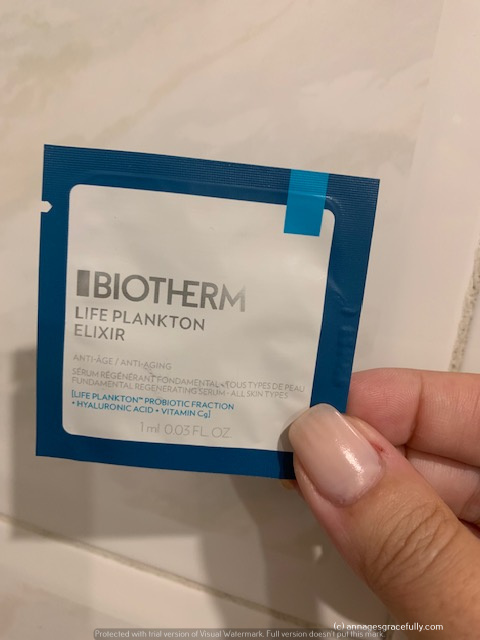 BIOTHERM
LIFE PLANKTON
ELIXIR
ANTI-ÂGE / ANTI-AGING
SÉRUM RÉGÉNÉRANT FONDAMENTAL • TOUS TYPES DE PEAU
FUNDAMENTAL REGENERATING SERUM • ALL SKIN TYPES
[LIFE PLANKTON™ PROBIOTIC FRACTION
+ HYALURONIC ACID + VITAMIN Cg]
1 ml 0.03 FL. OZ.
(c) annagesgracefully.com
Protected with trial version of Visual Watermark. Full version doesn't put this mark.